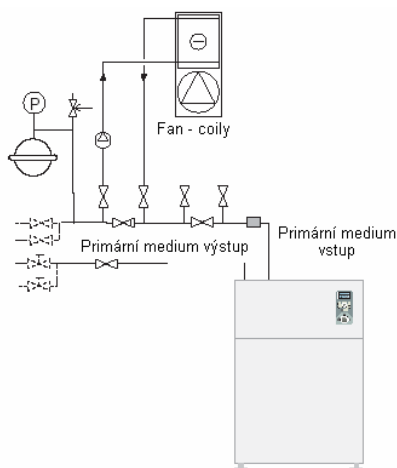 P
Fan - coily
Primární medium výstup
Primární medium
vstup